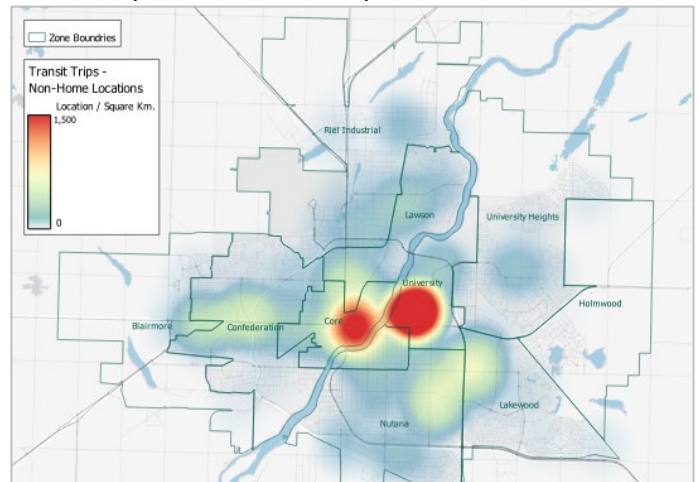 Zone Boundries
Transit Trips -
Non-Home Locations
Location / Square Km.
1,500
0
Riel Industrial
Lawson
University Heights
University
Holmwood
Core
Blairmore
Confederation
Lakewood
Nutana